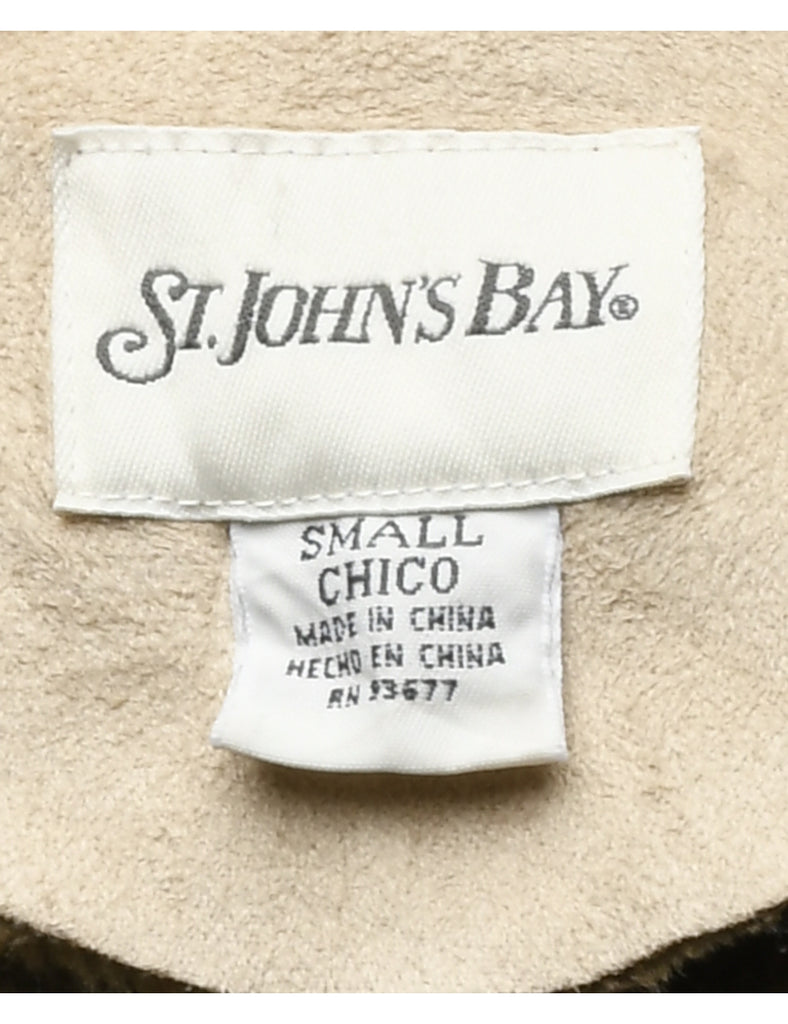 ST. JOHN'S BAY®
SMALL
CHICO
MADE IN CHINA
HECHO EN CHINA
RN 93677